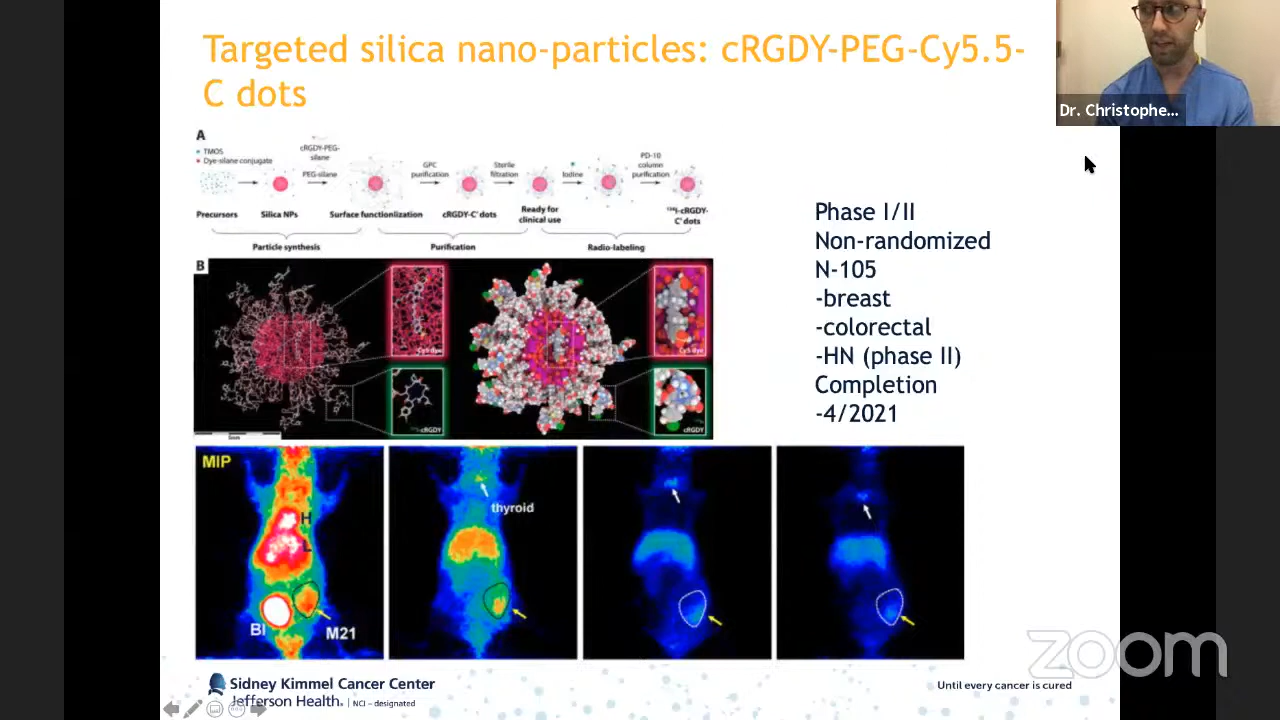 Targeted silica nano-particles: cRGDY-PEG-Cy5.5-
C dots
Dr. Christophe...
A
TMOS
Dye-silane conjugate
cRGDY-PEG-
silane
PEG-silane
GPC
purification
Sterile
filtration
Iodine
PD-10
column
purification
Precursors
Silica NPs
Surface functionlization
cRGDY-C' dots
Ready for
clinical use
I-cRGDY-
C' dots
Particle synthesis
Purification
Radio-labeling
B
Cy5 dye
cRGDY
Cy5 dye
cRGDY
Phase I/II
Non-randomized
N-105
-breast
-colorectal
-HN (phase II)
Completion
-4/2021
MIP
H
L
Bl
M21
thyroid
zoom
Sidney Kimmel Cancer Center
Jefferson Health. | NCI – designated
Until every cancer is cured